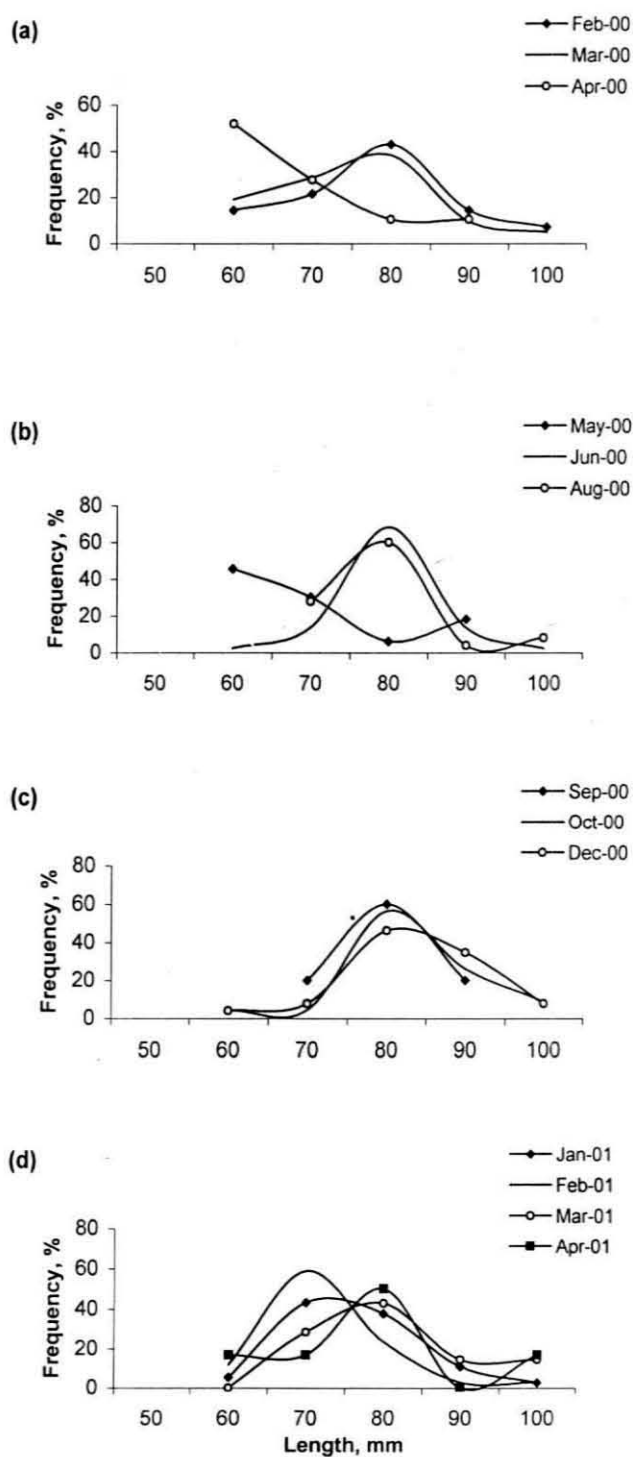 (a)
Feb-00
Mar-00
Apr-00
Frequency, %
60
40
20
0
50 60 70 80 90 100
(b)
May-00
Jun-00
Aug-00
Frequency, %
80
60
40
20
0
50 60 70 80 90 100
(c)
Sep-00
Oct-00
Dec-00
Frequency, %
80
60
40
20
0
50 60 70 80 90 100
(d)
Jan-01
Feb-01
Mar-01
Apr-01
Frequency, %
80
60
40
20
0
50 60 70 80 90 100
Length, mm